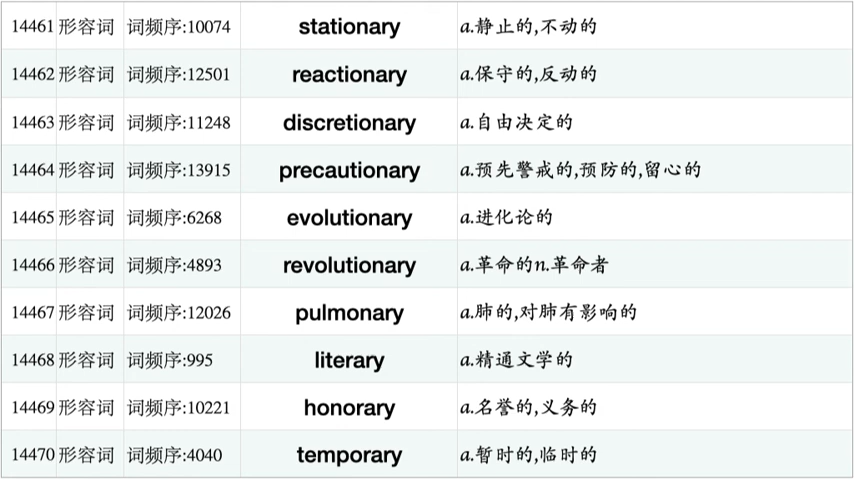 14461 形容词 词频序:10074 stationary a.静止的,不动的
14462 形容词 词频序:12501 reactionary a.保守的,反动的
14463 形容词 词频序:11248 discretionary a.自由决定的
14464 形容词 词频序:13915 precautionary a.预先警戒的,预防的,留心的
14465 形容词 词频序:6268 evolutionary a.进化论的
14466 形容词 词频序:4893 revolutionary a.革命的n.革命者
14467 形容词 词频序:12026 pulmonary a.肺的,对肺有影响的
14468 形容词 词频序:995 literary a.精通文学的
14469 形容词 词频序:10221 honorary a.名誉的,义务的
14470 形容词 词频序:4040 temporary a.暂时的,临时的